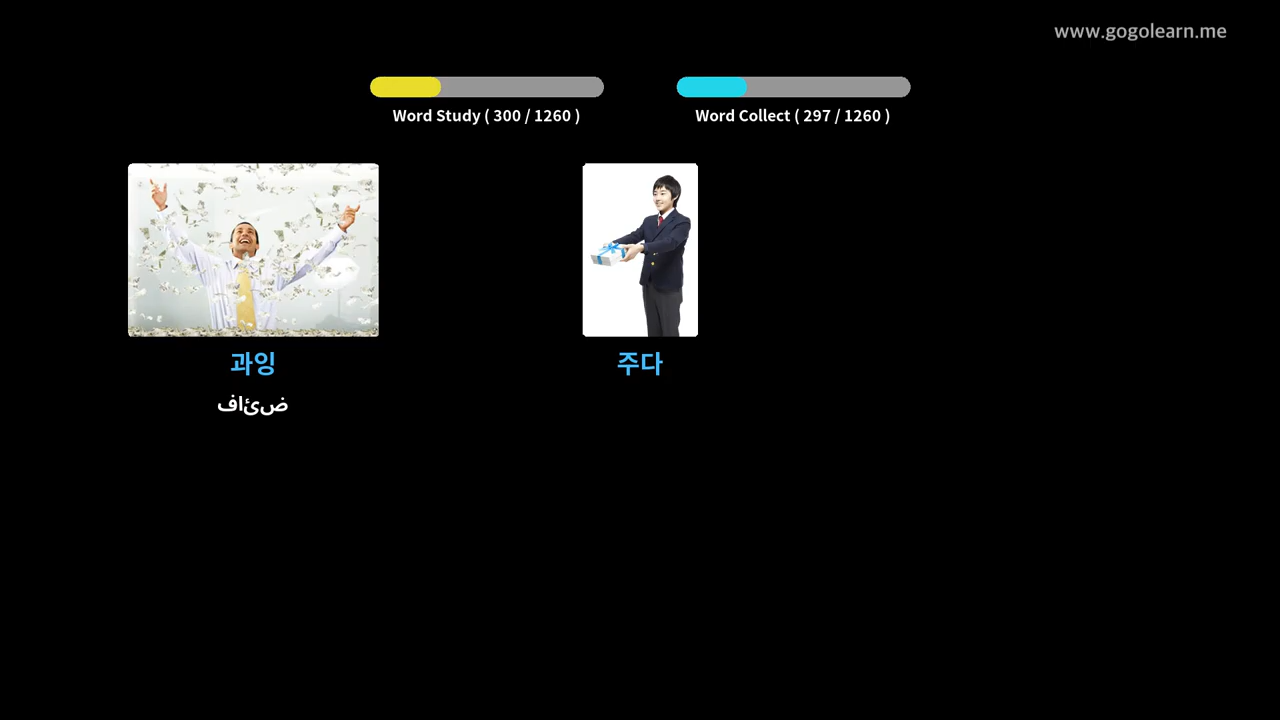 www.gogolearn.me
Word Study ( 300 / 1260 )
Word Collect ( 297 / 1260 )
과잉
주다
فائض